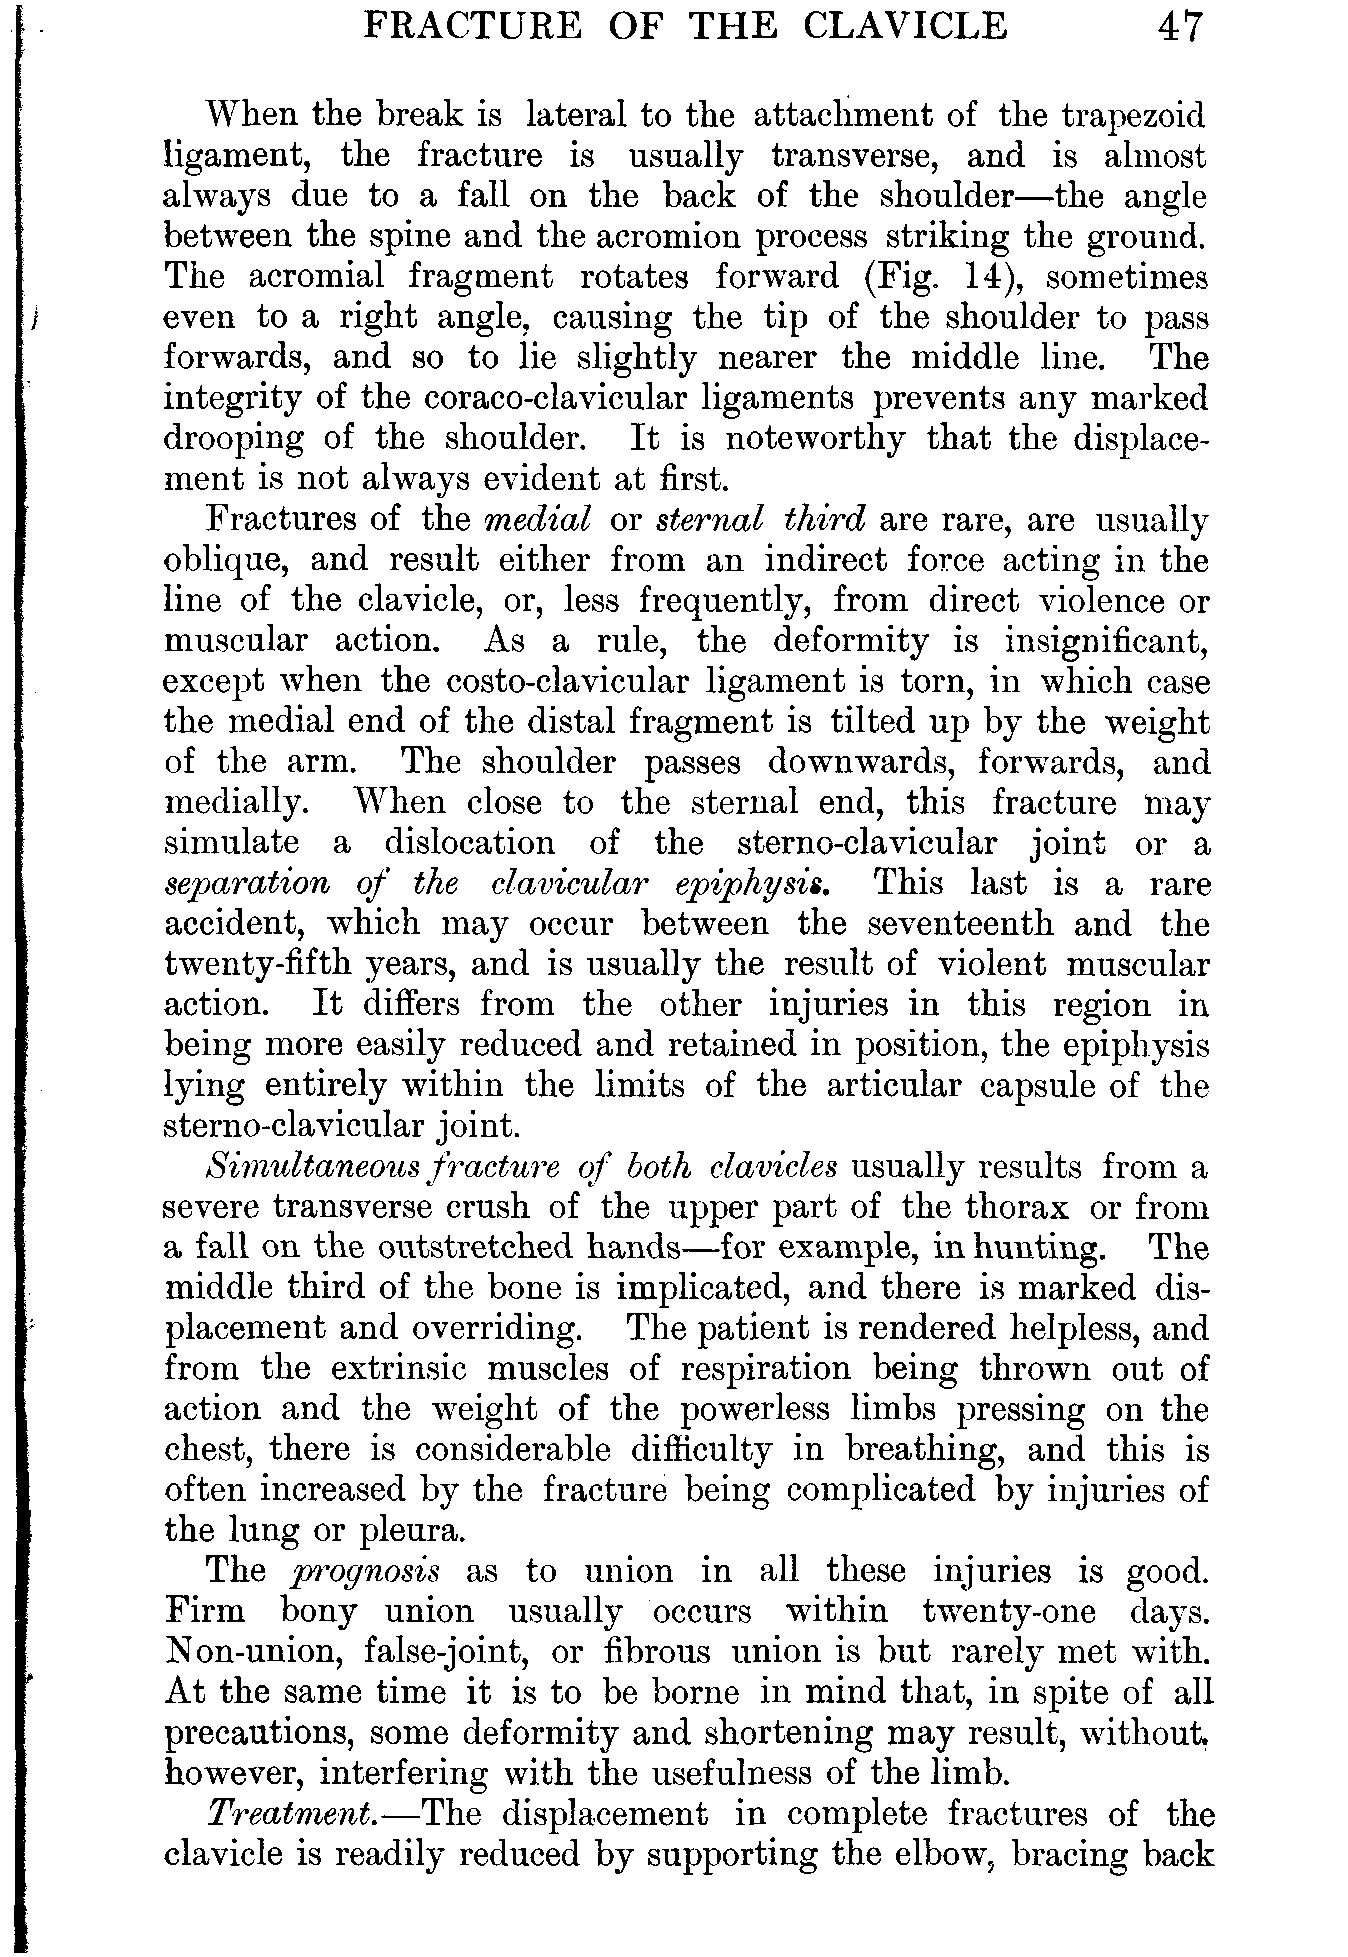 FRACTURE OF THE CLAVICLE 47
When the break is lateral to the attachment of the trapezoid
ligament, the fracture is usually transverse, and is almost
always due to a fall on the back of the shoulder—the angle
between the spine and the acromion process striking the ground.
The acromial fragment rotates forward (Fig. 14), sometimes
even to a right angle, causing the tip of the shoulder to pass
forwards, and so to lie slightly nearer the middle line. The
integrity of the coraco-clavicular ligaments prevents any marked
drooping of the shoulder. It is noteworthy that the displace-
ment is not always evident at first.
Fractures of the medial or sternal third are rare, are usually
oblique, and result either from an indirect force acting in the
line of the clavicle, or, less frequently, from direct violence or
muscular action. As a rule, the deformity is insignificant,
except when the costo-clavicular ligament is torn, in which case
the medial end of the distal fragment is tilted up by the weight
of the arm. The shoulder passes downwards, forwards, and
medially. When close to the sternal end, this fracture may
simulate a dislocation of the sterno-clavicular joint or a
separation of the clavicular epiphysis. This last is a rare
accident, which may occur between the seventeenth and the
twenty-fifth years, and is usually the result of violent muscular
action. It differs from the other injuries in this region in
being more easily reduced and retained in position, the epiphysis
lying entirely within the limits of the articular capsule of the
sterno-clavicular joint.
Simultaneous fracture of both clavicles usually results from a
severe transverse crush of the upper part of the thorax or from
a fall on the outstretched hands—for example, in hunting. The
middle third of the bone is implicated, and there is marked dis-
placement and overriding. The patient is rendered helpless, and
from the extrinsic muscles of respiration being thrown out of
action and the weight of the powerless limbs pressing on the
chest, there is considerable difficulty in breathing, and this is
often increased by the fracture being complicated by injuries of
the lung or pleura.
The prognosis as to union in all these injuries is good.
Firm bony union usually occurs within twenty-one days.
Non-union, false-joint, or fibrous union is but rarely met with.
At the same time it is to be borne in mind that, in spite of all
precautions, some deformity and shortening may result, without,
however, interfering with the usefulness of the limb.
Treatment.—The displacement in complete fractures of the
clavicle is readily reduced by supporting the elbow, bracing back